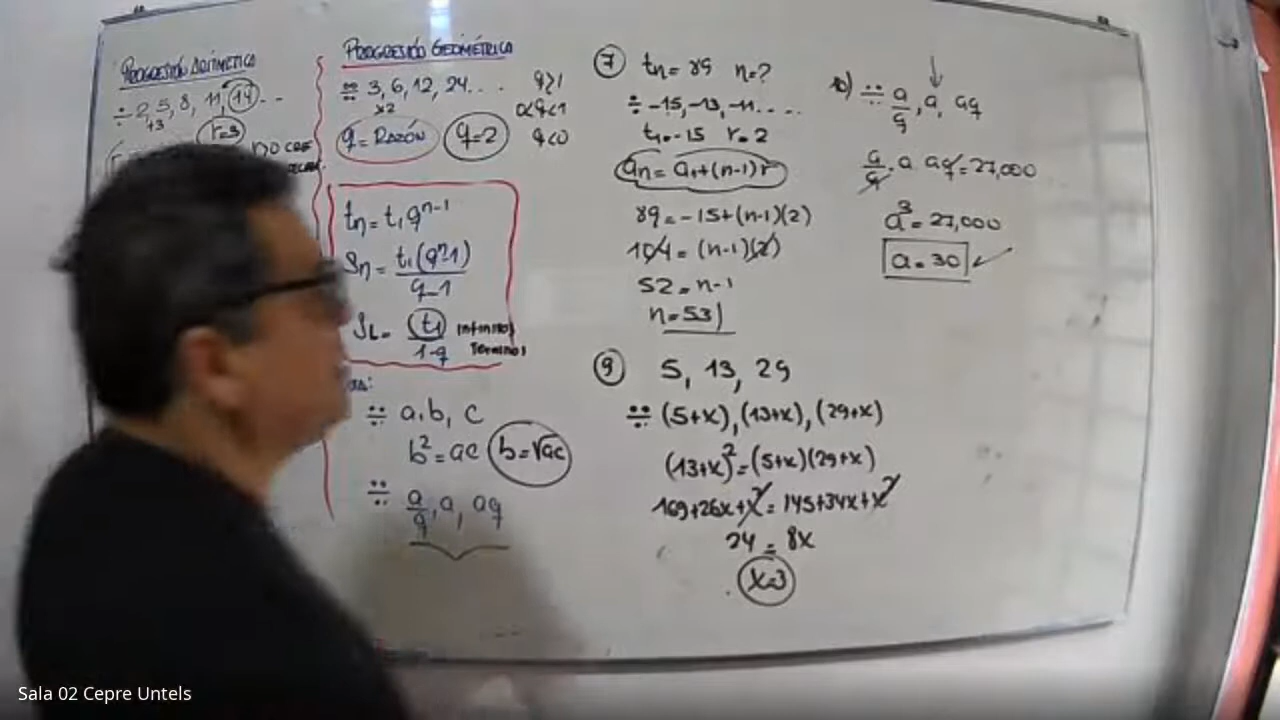 PROGRESIÓN ARITMÉTICA
÷ 2, 5, 8, 11, 14...
+3
r=3
NO CRE
PROGRESIÓN GEOMÉTRICA
∺ 3, 6, 12, 24....
x2
q>1
0<q<1
q<0
q = RAZÓN
q=2
tn = t1 q^n-1
Sn = t1(q^n-1) / q-1
SL = t1 / 1-q infinitos Terminos
∺ a, b, c
b² = ac b=√ac
∺ a/q, a, aq
7 tn = 89 n=?
÷ -15, -13, -11.....
t1=-15 r=2
an = a1+(n-1)r
89 = -15+(n-1)(2)
104 = (n-1)(2)
52 = n-1
n=53
9 5, 13, 29
∺ (5+x), (13+x), (29+x)
(13+x)² = (5+x)(29+x)
169+26x+x² = 145+34x+x²
24 = 8x
x=3
10) ∺ a/q, a, aq
a/q . a . aq = 27,000
a³ = 27,000
a = 30
Sala 02 Cepre Untels